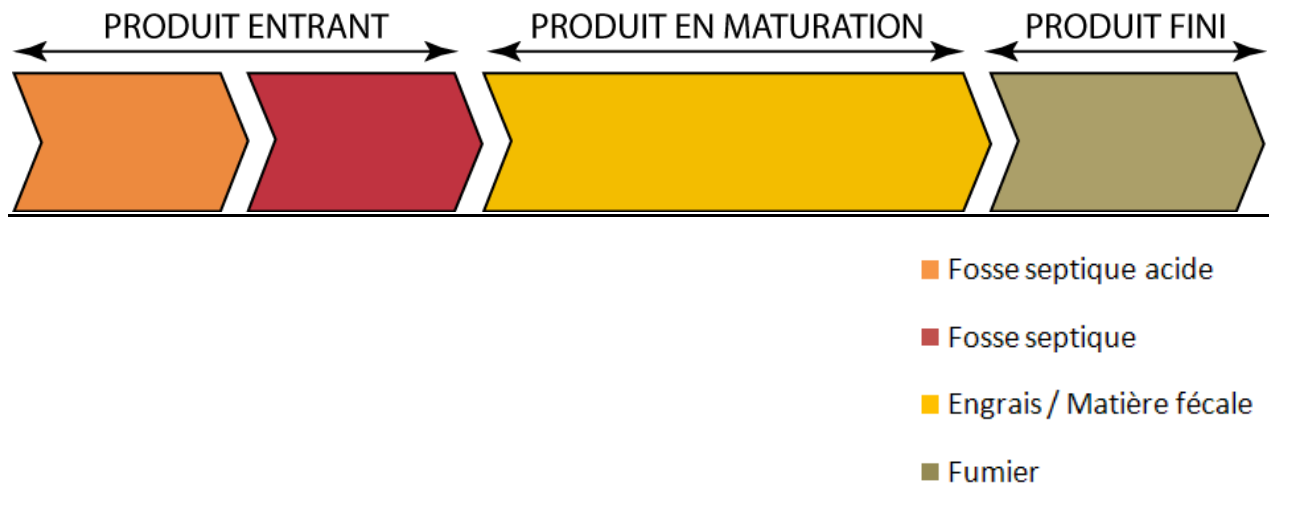 PRODUIT ENTRANT
PRODUIT EN MATURATION
PRODUIT FINI
Fosse septique acide
Fosse septique
Engrais / Matière fécale
Fumier